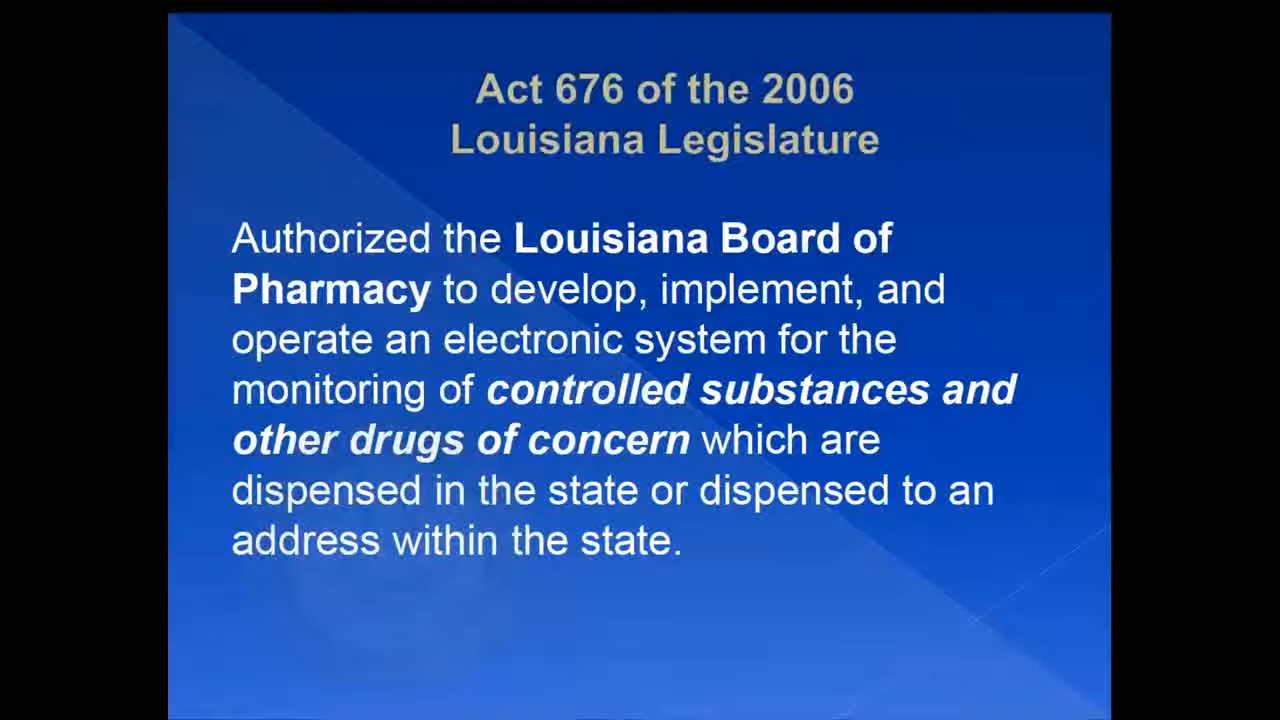 Act 676 of the 2006
Louisiana Legislature
Authorized the Louisiana Board of
Pharmacy to develop, implement, and
operate an electronic system for the
monitoring of controlled substances and
other drugs of concern which are
dispensed in the state or dispensed to an
address within the state.